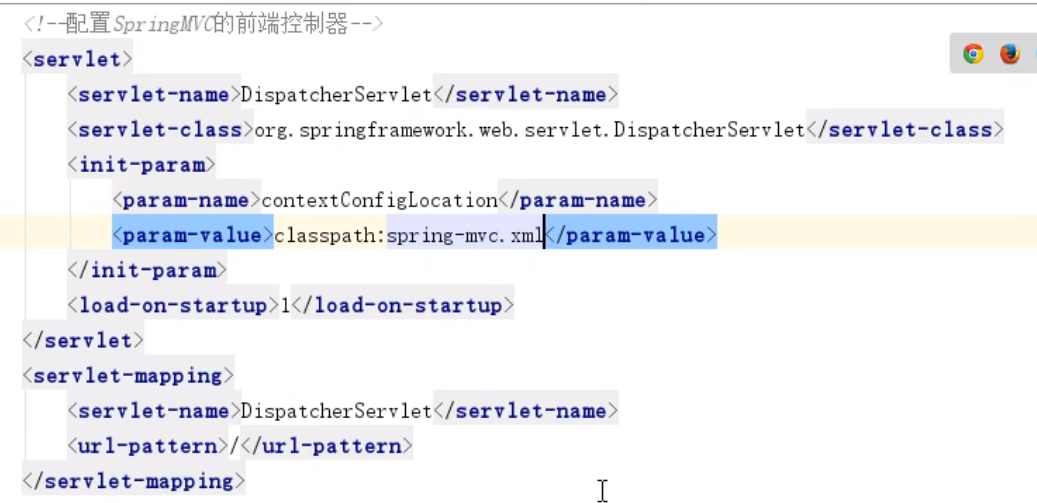 <!--配置SpringMVC的前端控制器-->
<servlet>
<servlet-name>DispatcherServlet</servlet-name>
<servlet-class>org.springframework.web.servlet.DispatcherServlet</servlet-class>
<init-param>
<param-name>contextConfigLocation</param-name>
<param-value>classpath:spring-mvc.xml</param-value>
</init-param>
<load-on-startup>1</load-on-startup>
</servlet>
<servlet-mapping>
<servlet-name>DispatcherServlet</servlet-name>
<url-pattern>/</url-pattern>
</servlet-mapping>